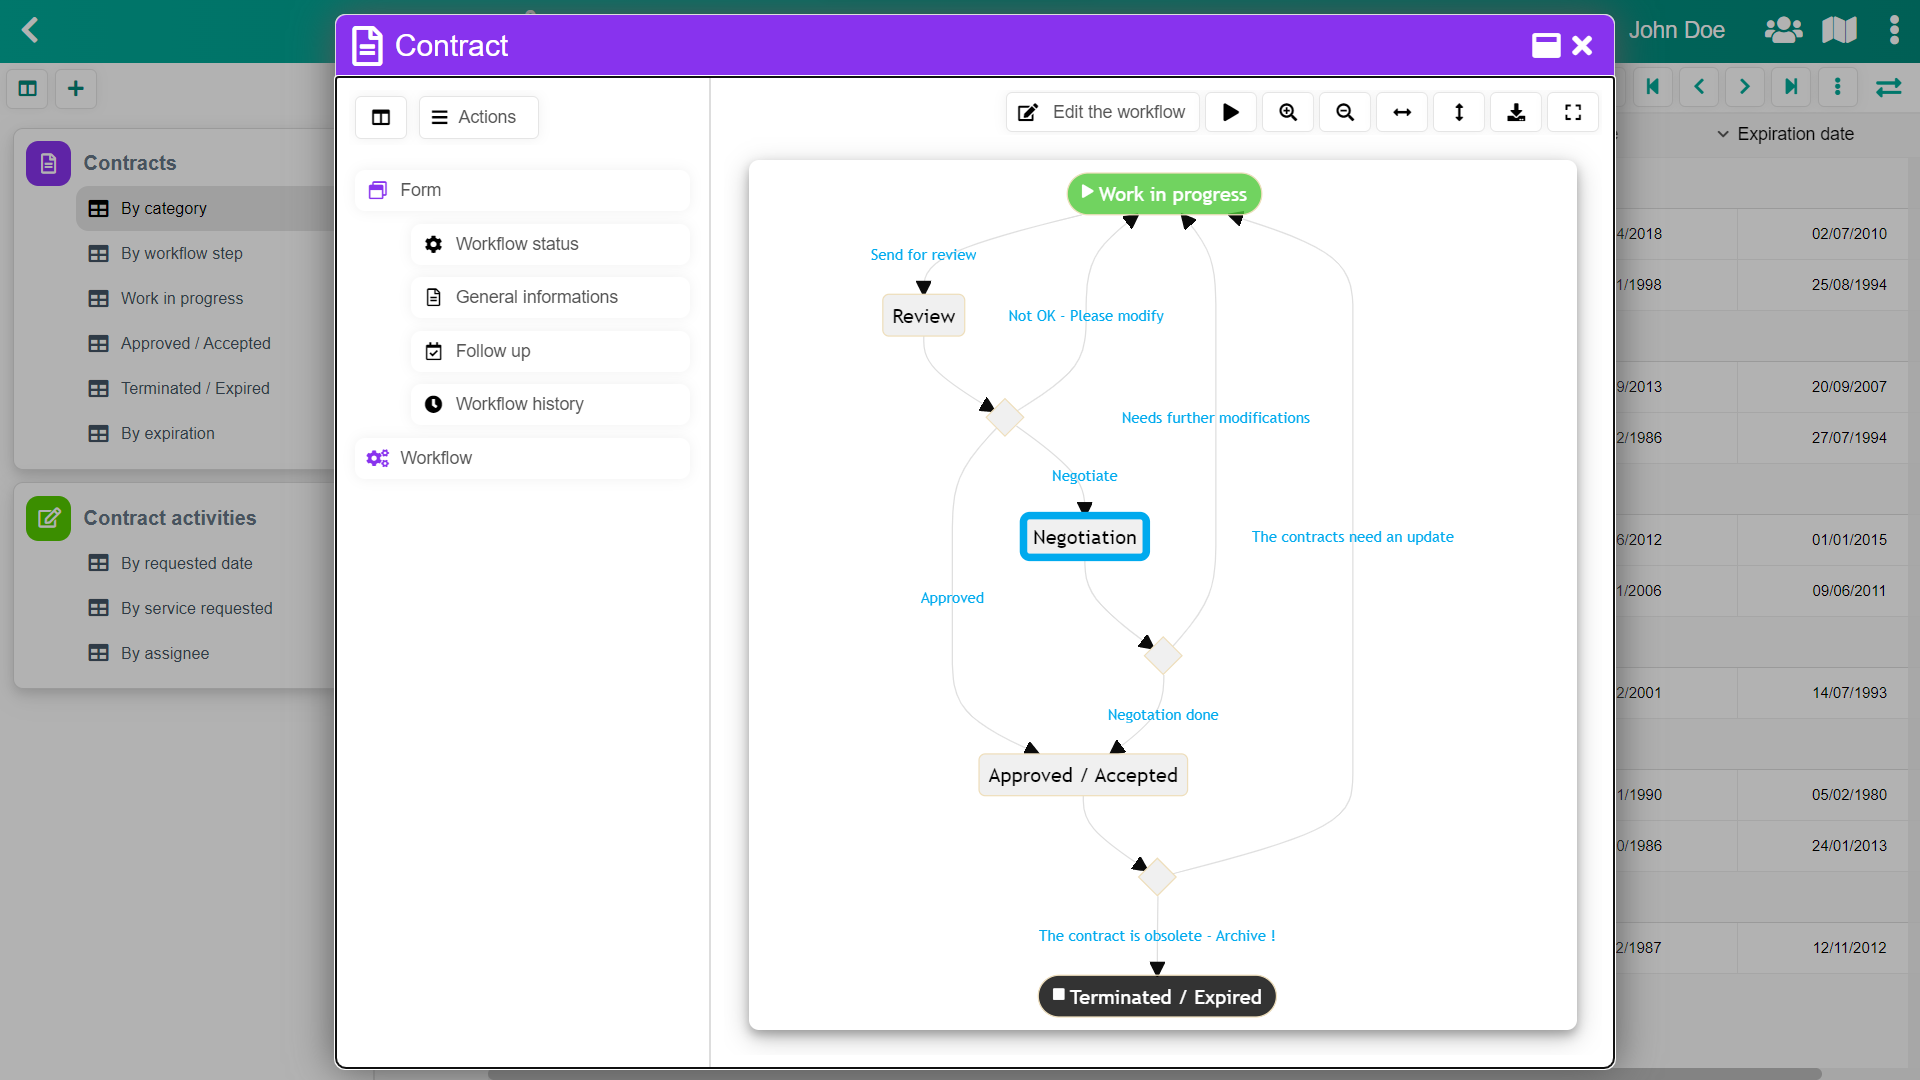 Contract
John Doe
Actions
Edit the workflow
Expiration date
Contracts
By category
By workflow step
Work in progress
Approved / Accepted
Terminated / Expired
By expiration
Contract activities
By requested date
By service requested
By assignee
Form
Workflow status
General informations
Follow up
Workflow history
Workflow
Work in progress
Send for review
Review
Not OK - Please modify
Needs further modifications
Negotiate
Negotiation
The contracts need an update
Approved
Negotation done
Approved / Accepted
The contract is obsolete - Archive !
Terminated / Expired
4/2018 02/07/2010
1/1998 25/08/1994
9/2013 20/09/2007
2/1986 27/07/1994
6/2012 01/01/2015
1/2006 09/06/2011
2/2001 14/07/1993
1/1990 05/02/1980
0/1986 24/01/2013
2/1987 12/11/2012